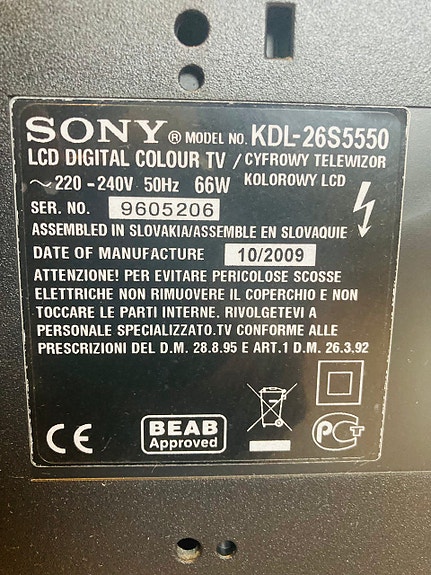 SONY ® MODEL NO. KDL-26S5550
LCD DIGITAL COLOUR TV / CYFROWY TELEWIZOR
~220 -240V 50Hz 66W KOLOROWY LCD
SER. NO. 9605206
ASSEMBLED IN SLOVAKIA/ASSEMBLE EN SLOVAQUIE
DATE OF MANUFACTURE 10/2009
ATTENZIONE! PER EVITARE PERICOLOSE SCOSSE
ELETTRICHE NON RIMUOVERE IL COPERCHIO E NON
TOCCARE LE PARTI INTERNE. RIVOLGETEVI A
PERSONALE SPECIALIZZATO.TV CONFORME ALLE
PRESCRIZIONI DEL D.M. 28.8.95 E ART.1 D.M. 26.3.92
CE
BEAB
Approved
PGT